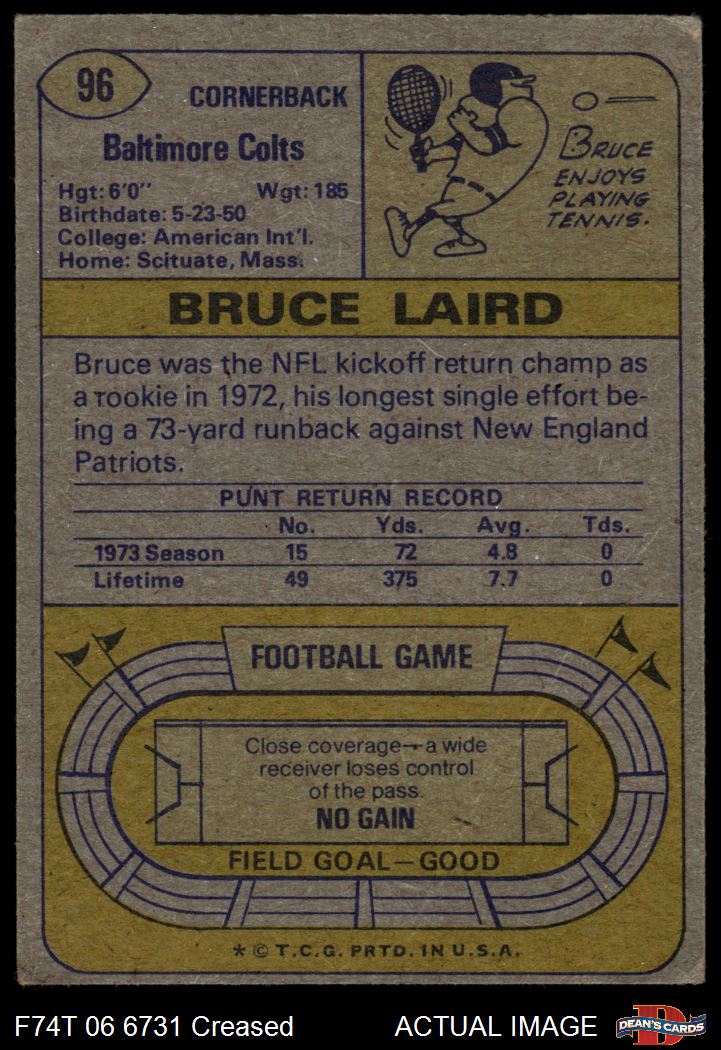 96
CORNERBACK
Baltimore Colts
Hgt: 6'0" Wgt: 185
Birthdate: 5-23-50
College: American Int'l.
Home: Scituate, Mass.
BRUCE
ENJOYS
PLAYING
TENNIS.
BRUCE LAIRD
Bruce was the NFL kickoff return champ as
a rookie in 1972, his longest single effort be-
ing a 73-yard runback against New England
Patriots.
PUNT RETURN RECORD
No. Yds. Avg. Tds.
1973 Season 15 72 4.8 0
Lifetime 49 375 7.7 0
FOOTBALL GAME
Close coverage→a wide
receiver loses control
of the pass.
NO GAIN
FIELD GOAL—GOOD
* © T.C.G. PRTD. IN U.S.A.
F74T 06 6731 Creased ACTUAL IMAGE
D
DEAN'S CARDS